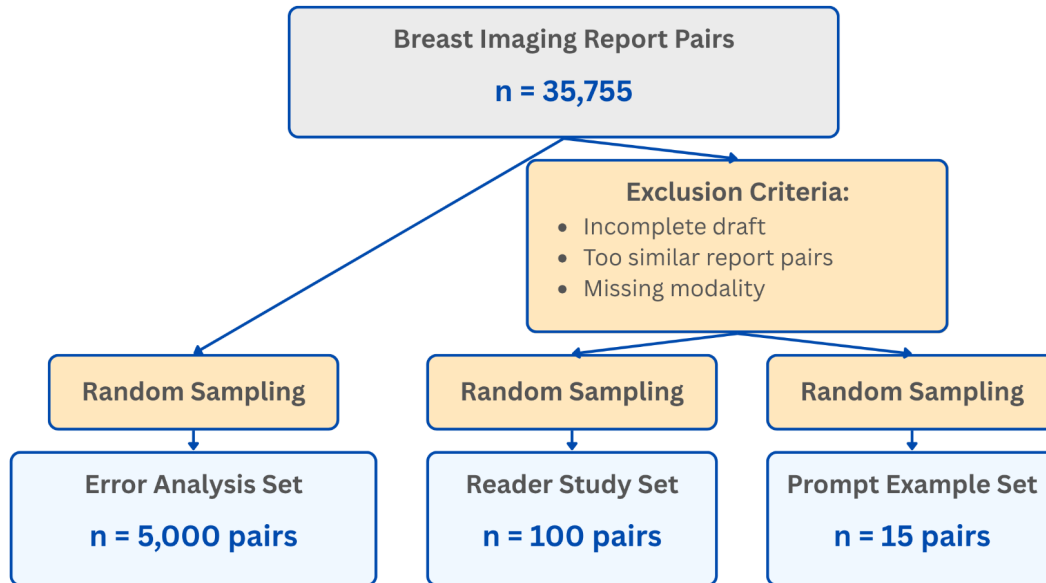 Breast Imaging Report Pairs
n = 35,755
Exclusion Criteria:
• Incomplete draft
• Too similar report pairs
• Missing modality
Random Sampling
Random Sampling
Random Sampling
Error Analysis Set
n = 5,000 pairs
Reader Study Set
n = 100 pairs
Prompt Example Set
n = 15 pairs